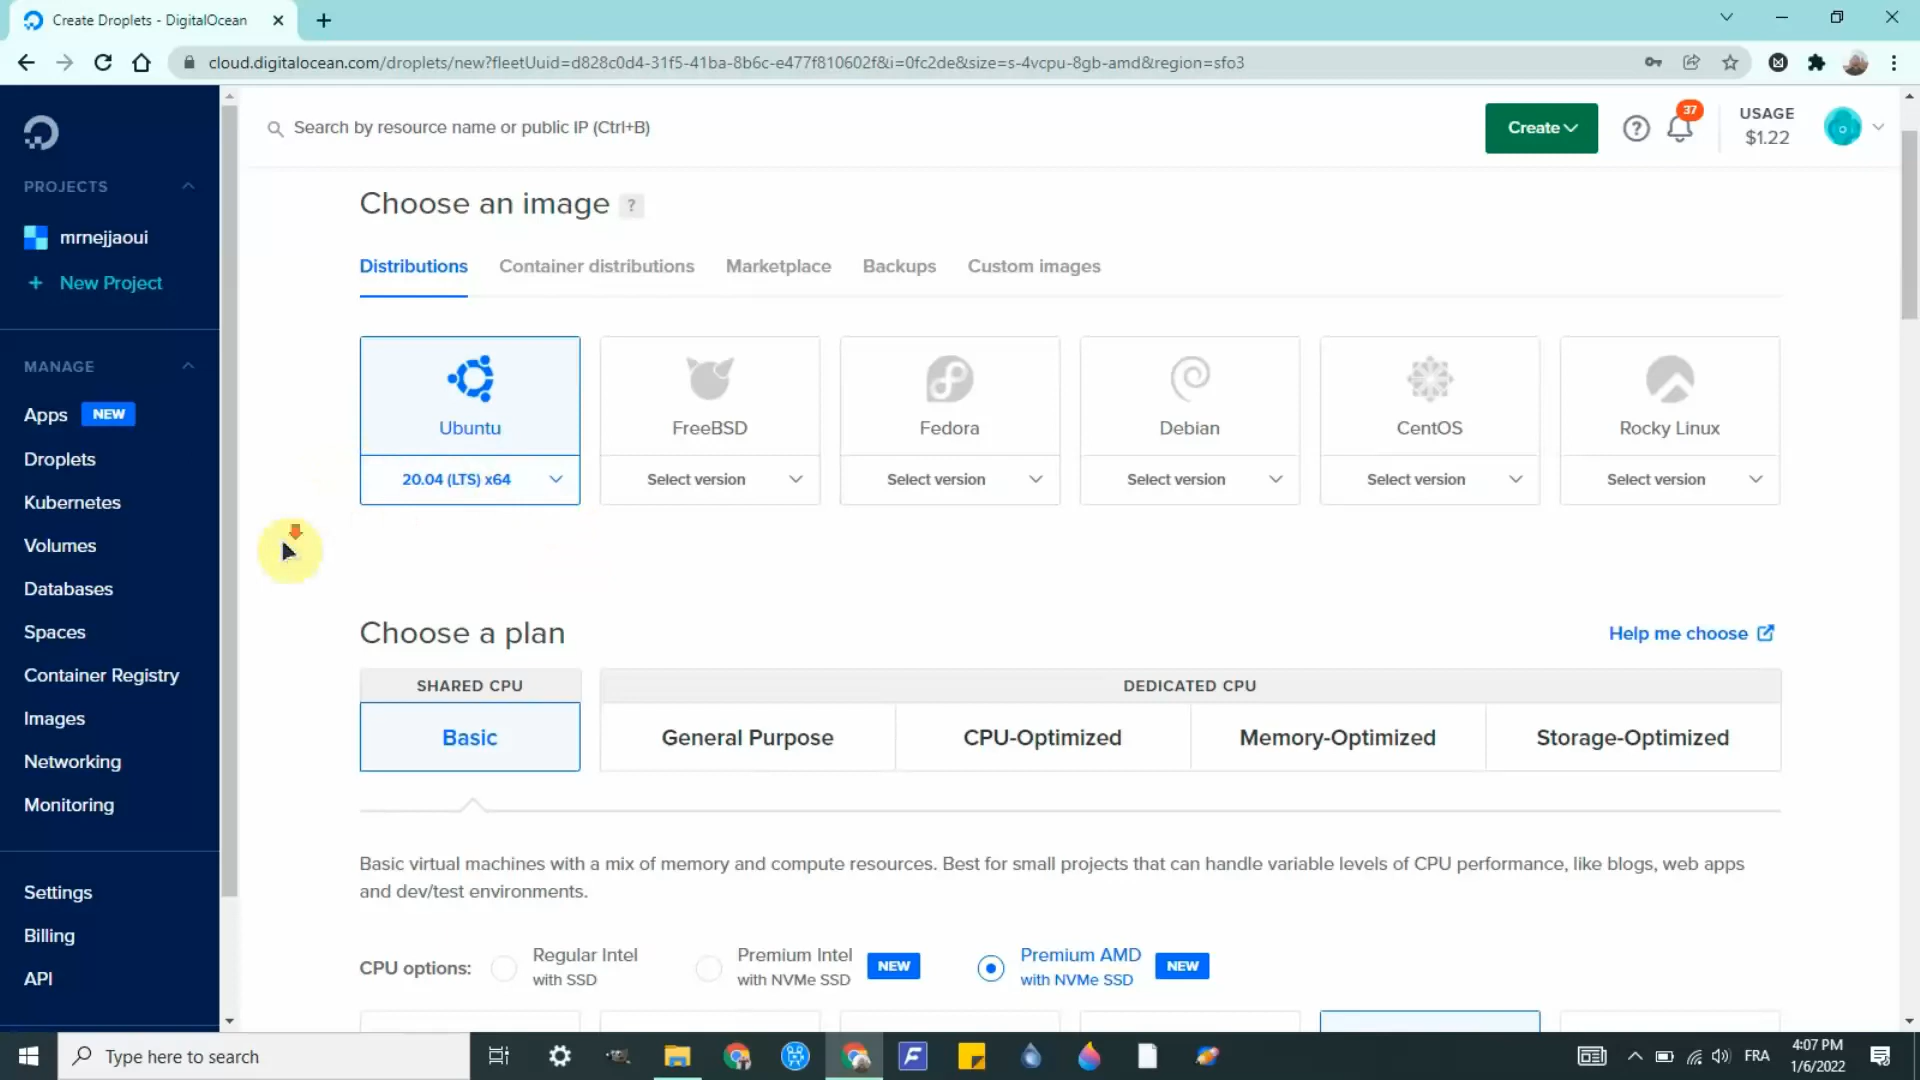 Create Droplets - DigitalOcean
cloud.digitalocean.com/droplets/new?fleetUuid=d828c0d4-31f5-41ba-8b6c-e477f810602f&i=0fc2de&size=s-4vcpu-8gb-amd&region=sfo3
Search by resource name or public IP (Ctrl+B)
Create
37
USAGE
$1.22
PROJECTS
mrnejjaoui
+ New Project
MANAGE
Apps NEW
Droplets
Kubernetes
Volumes
Databases
Spaces
Container Registry
Images
Networking
Monitoring
Settings
Billing
API
Choose an image ?
Distributions Container distributions Marketplace Backups Custom images
Ubuntu FreeBSD Fedora Debian CentOS Rocky Linux
20.04 (LTS) x64 Select version Select version Select version Select version Select version
Choose a plan
Help me choose
SHARED CPU DEDICATED CPU
Basic General Purpose CPU-Optimized Memory-Optimized Storage-Optimized
Basic virtual machines with a mix of memory and compute resources. Best for small projects that can handle variable levels of CPU performance, like blogs, web apps
and dev/test environments.
CPU options:
Regular Intel
with SSD
Premium Intel
with NVMe SSD
NEW
Premium AMD
with NVMe SSD
NEW
Type here to search
FRA
4:07 PM
1/6/2022